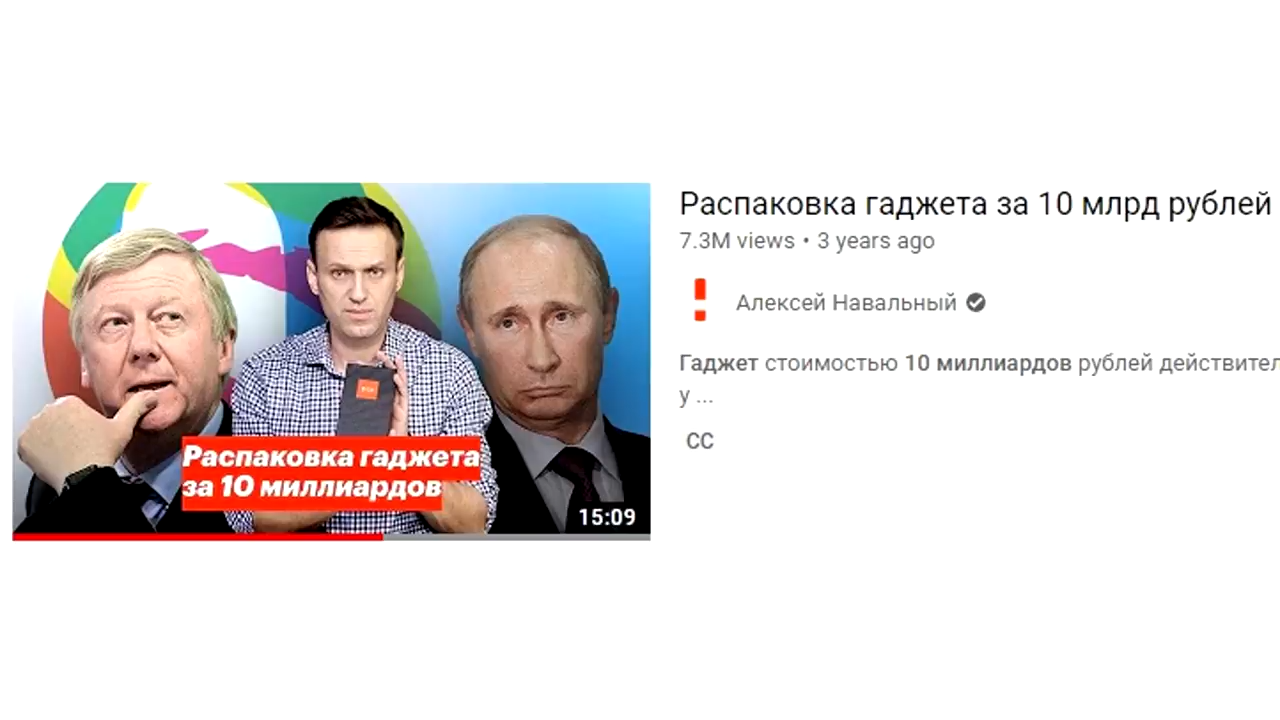 Распаковка гаджета
за 10 миллиардов
15:09
Распаковка гаджета за 10 млрд рублей
7.3M views • 3 years ago
Алексей Навальный
Гаджет стоимостью 10 миллиардов рублей действител
у ...
CC